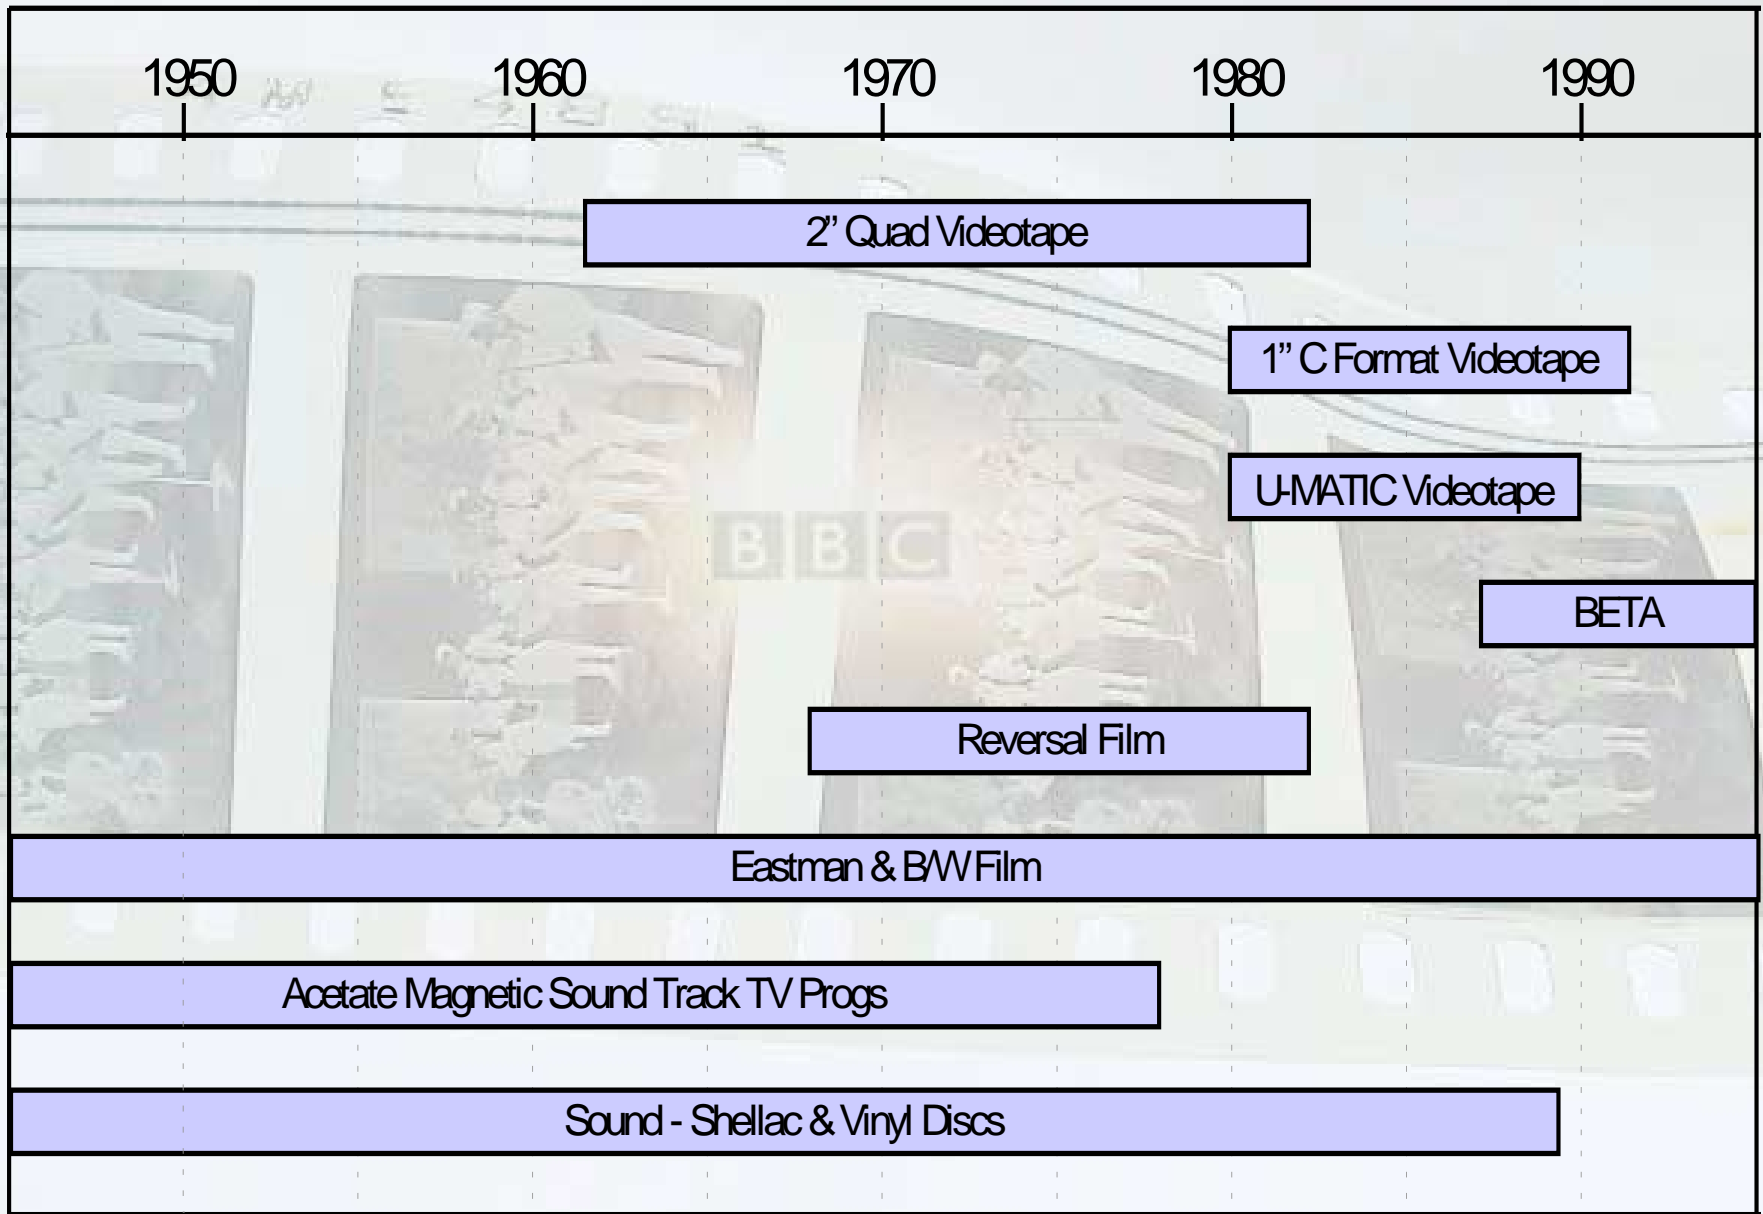 1950 1960 1970 1980 1990
2” Quad Videotape
1” C Format Videotape
U-MATIC Videotape
BBC
BETA
Reversal Film
Eastman & B/W Film
Acetate Magnetic Sound Track TV Progs
Sound - Shellac & Vinyl Discs